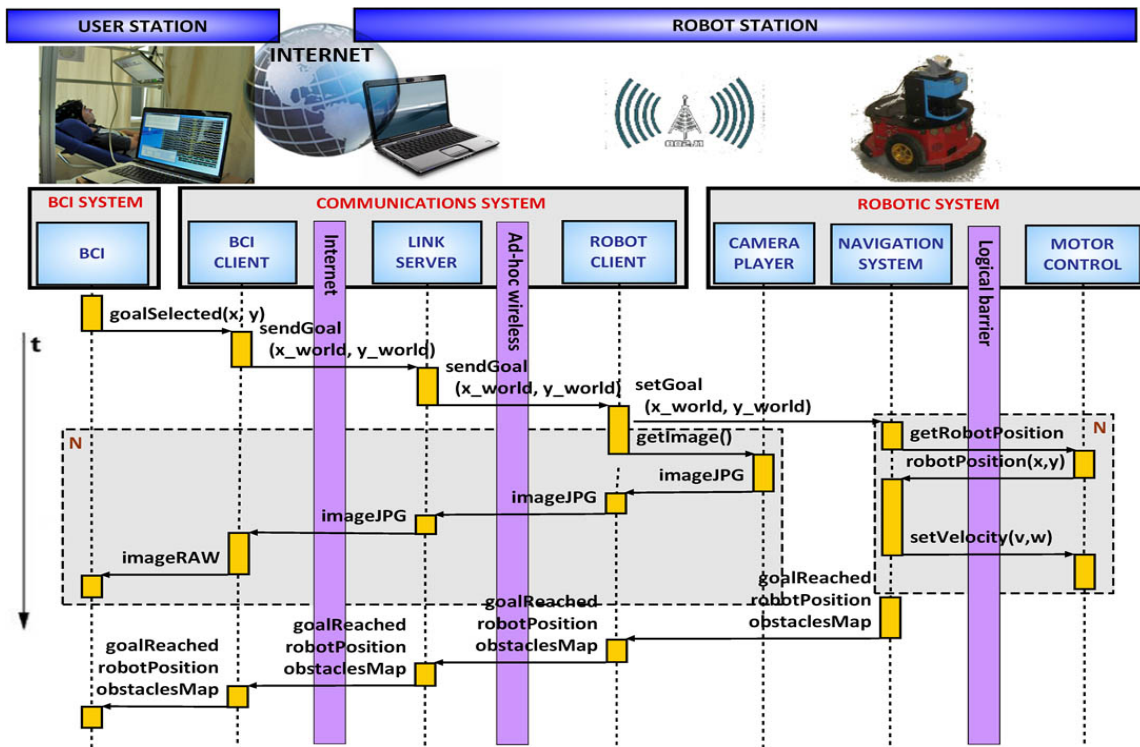 USER STATION
ROBOT STATION
INTERNET
BCI SYSTEM
COMMUNICATIONS SYSTEM
ROBOTIC SYSTEM
BCI
BCI
CLIENT
Internet
LINK
SERVER
Ad-hoc wireless
ROBOT
CLIENT
CAMERA
PLAYER
NAVIGATION
SYSTEM
Logical barrier
MOTOR
CONTROL
t
goalSelected(x, y)
sendGoal
(x_world, y_world)
sendGoal
(x_world, y_world)
setGoal
(x_world, y_world)
N
getImage()
N
getRobotPosition
robotPosition(x,y)
imageJPG
imageJPG
imageJPG
imageRAW
setVelocity(v,w)
goalReached
robotPosition
obstaclesMap
goalReached
robotPosition
obstaclesMap
goalReached
robotPosition
obstaclesMap
goalReached
robotPosition
obstaclesMap